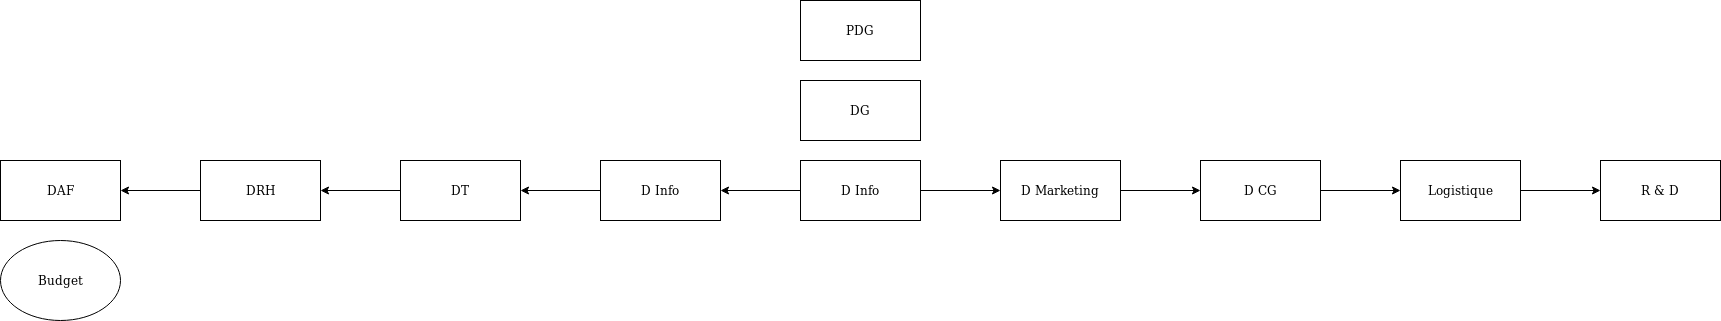 PDG
DG
DAF
DRH
DT
D Info
D Info
D Marketing
D CG
Logistique
R & D
Budget